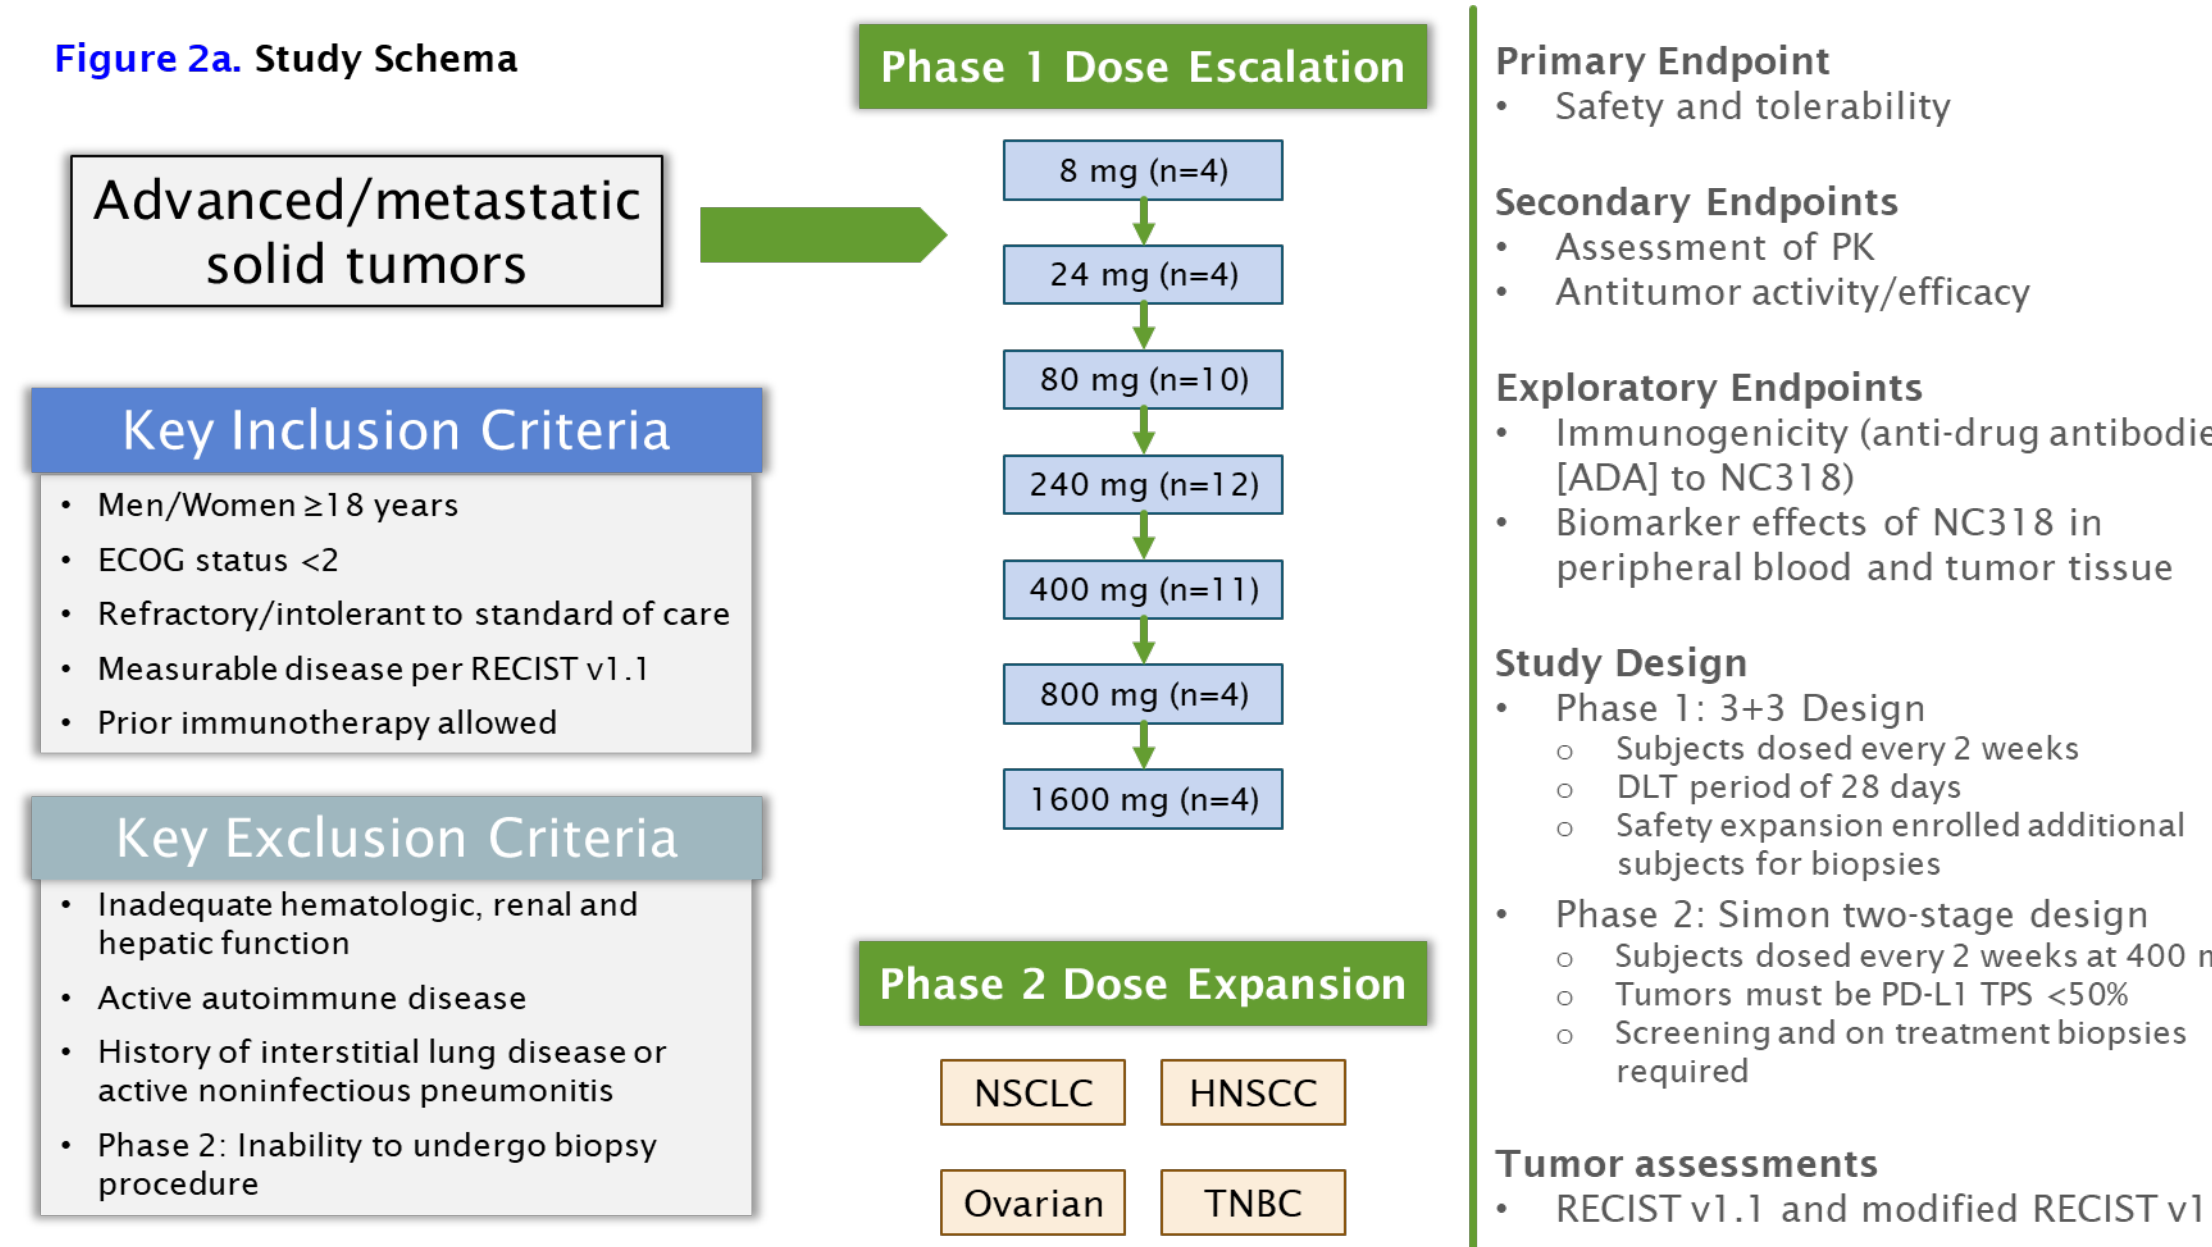 Figure 2a. Study Schema
Advanced/metastatic
solid tumors
Key Inclusion Criteria
• Men/Women ≥18 years
• ECOG status <2
• Refractory/intolerant to standard of care
• Measurable disease per RECIST v1.1
• Prior immunotherapy allowed
Key Exclusion Criteria
• Inadequate hematologic, renal and
hepatic function
• Active autoimmune disease
• History of interstitial lung disease or
active noninfectious pneumonitis
• Phase 2: Inability to undergo biopsy
procedure
Phase 1 Dose Escalation
8 mg (n=4)
24 mg (n=4)
80 mg (n=10)
240 mg (n=12)
400 mg (n=11)
800 mg (n=4)
1600 mg (n=4)
Phase 2 Dose Expansion
NSCLC
HNSCC
Ovarian
TNBC
Primary Endpoint
• Safety and tolerability
Secondary Endpoints
• Assessment of PK
• Antitumor activity/efficacy
Exploratory Endpoints
• Immunogenicity (anti-drug
[ADA] to NC318)
• Biomarker effects of NC318 in
peripheral blood and tumor tissue
Study Design
• Phase 1: 3+3 Design
o Subjects dosed every 2 weeks
o DLT period of 28 days
o Safety expansion enrolled additional
subjects for biopsies
• Phase 2: Simon two-stage design
o Subjects dosed every 2 weeks at 400
o Tumors must be PD-L1 TPS <50%
o Screening and on treatment biopsies
required
Tumor assessments
• RECIST v1.1 and modified RECIST